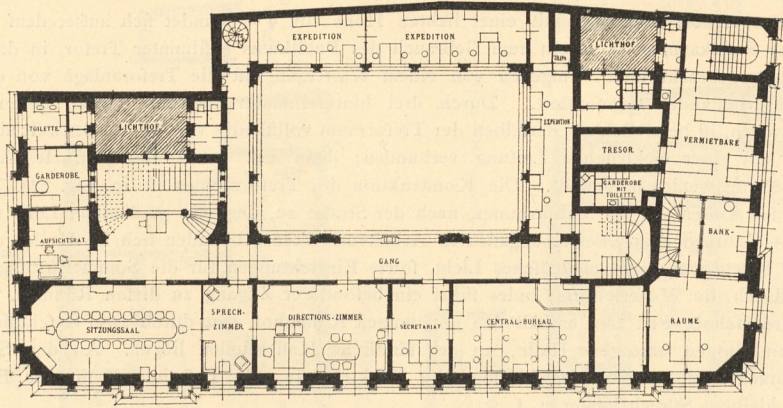 EXPEDITION
EXPEDITION
LICHTHOF
EXPEDITION
VERMIETBARE
TOILETTE
LICHTHOF
TRESOR
GARDEROBE
GARDEROBE
MIT
TOILETTE
AUFSICHTSRAT
GANG
BANK-
SITZUNGSSAAL
SPRECH-
ZIMMER
DIRECTIONS-ZIMMER
SECRETARIAT
CENTRAL-BUREAU
RÄUME